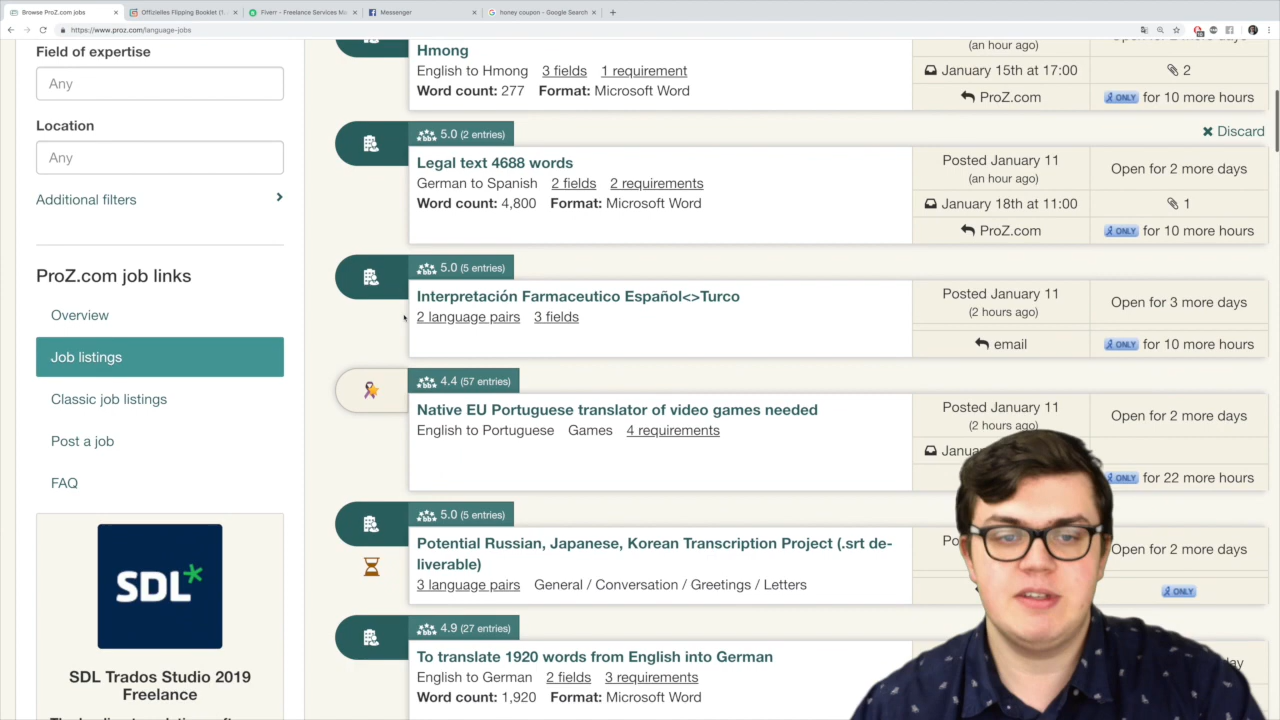 Browse ProZ.com jobs
Offizielles Flipping Booklet (1.
Fiverr - Freelance Services Ma
Messenger
honey coupon - Google Search
https://www.proz.com/language-jobs
Field of expertise
Any
Location
Any
Additional filters
ProZ.com job links
Overview
Job listings
Classic job listings
Post a job
FAQ
SDL*
SDL Trados Studio 2019
Freelance
Hmong
English to Hmong 3 fields 1 requirement
Word count: 277 Format: Microsoft Word
(an hour ago)
January 15th at 17:00
2
ProZ.com
ONLY for 10 more hours
bb 5.0 (2 entries)
Discard
Legal text 4688 words
German to Spanish 2 fields 2 requirements
Word count: 4,800 Format: Microsoft Word
Posted January 11
(an hour ago)
Open for 2 more days
January 18th at 11:00
1
ProZ.com
ONLY for 10 more hours
bb 5.0 (5 entries)
Interpretación Farmaceutico Español<>Turco
2 language pairs 3 fields
Posted January 11
(2 hours ago)
Open for 3 more days
email
ONLY for 10 more hours
bb 4.4 (57 entries)
Native EU Portuguese translator of video games needed
English to Portuguese Games 4 requirements
Posted January 11
(2 hours ago)
Open for 2 more days
ONLY for 22 more hours
bb 5.0 (5 entries)
Potential Russian, Japanese, Korean Transcription Project (.srt de-
liverable)
3 language pairs General / Conversation / Greetings / Letters
Open for 2 more days
ONLY
bb 4.9 (27 entries)
To translate 1920 words from English into German
English to German 2 fields 3 requirements
Word count: 1,920 Format: Microsoft Word